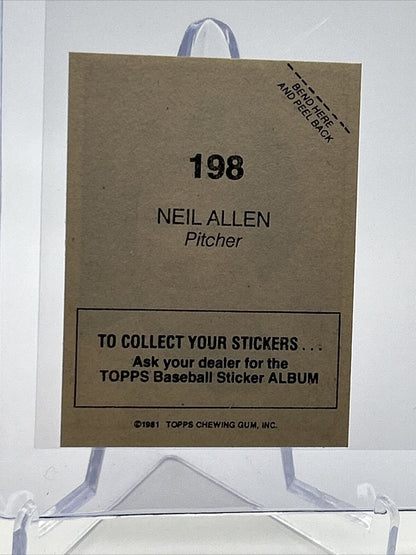 BEND HERE
AND PEEL BACK
198
NEIL ALLEN
Pitcher
TO COLLECT YOUR STICKERS...
Ask your dealer for the
TOPPS Baseball Sticker ALBUM
©1981 TOPPS CHEWING GUM, INC.